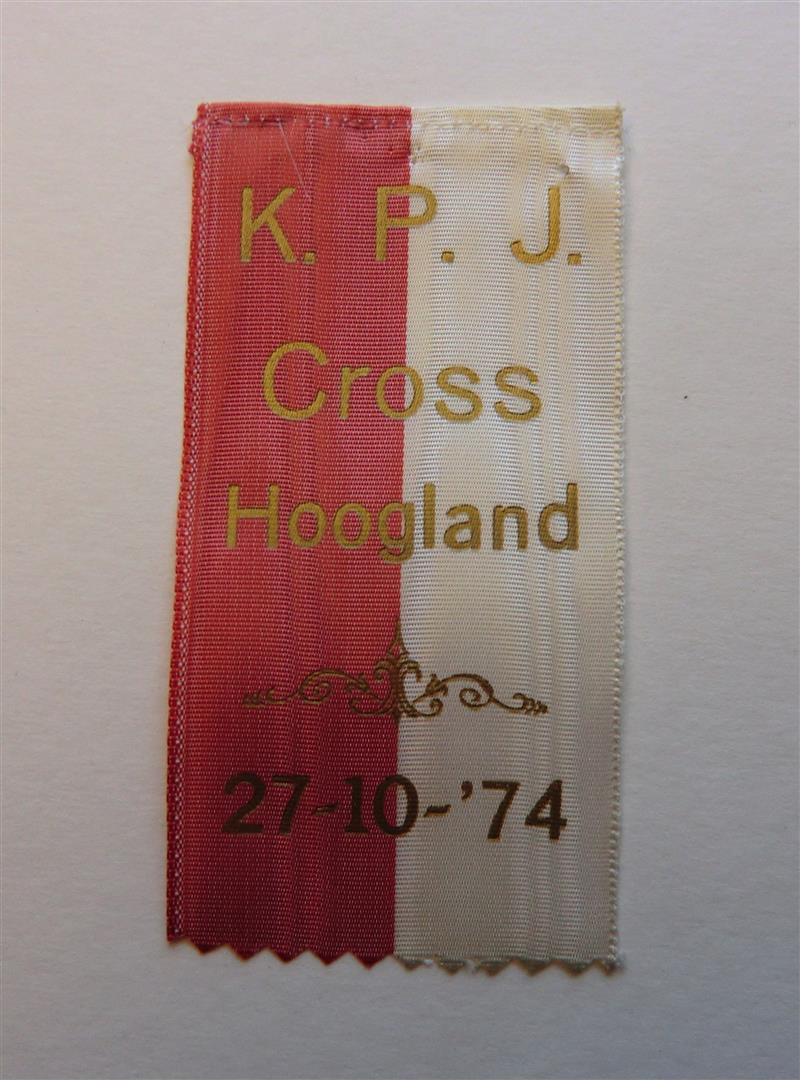 K. P. J.
Cross
Hoogland
27-10-'74